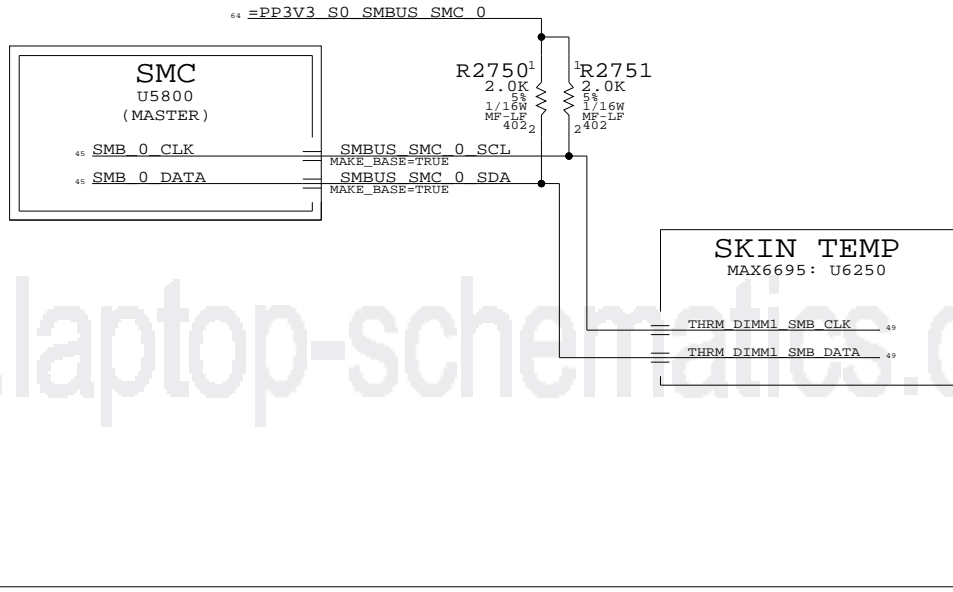 64 =PP3V3_S0_SMBUS_SMC_0
SMC
U5800
(MASTER)
R2750
1
2.0K
5%
1/16W
MF-LF
402
2
1
R2751
2.0K
5%
1/16W
MF-LF
402
2
45 SMB_0_CLK
SMBUS_SMC_0_SCL
MAKE_BASE=TRUE
45 SMB_0_DATA
SMBUS_SMC_0_SDA
MAKE_BASE=TRUE
SKIN TEMP
MAX6695: U6250
THRM_DIMM1_SMB_CLK 49
THRM_DIMM1_SMB_DATA 49
.laptop-schematics.c